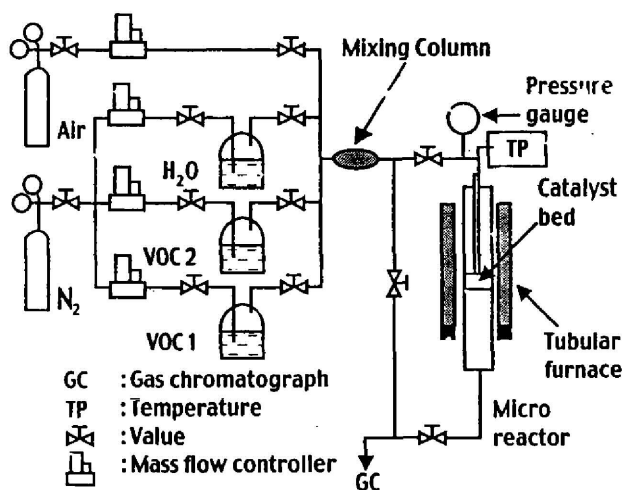 Mixing Column
Pressure
gauge
Air
TP
H₂O
Catalyst
bed
VOC 2
N₂
VOC 1
Tubular
furnace
GC : Gas chromatograph
TP : Temperature
: Value
: Mass flow controller
Micro
reactor
GC